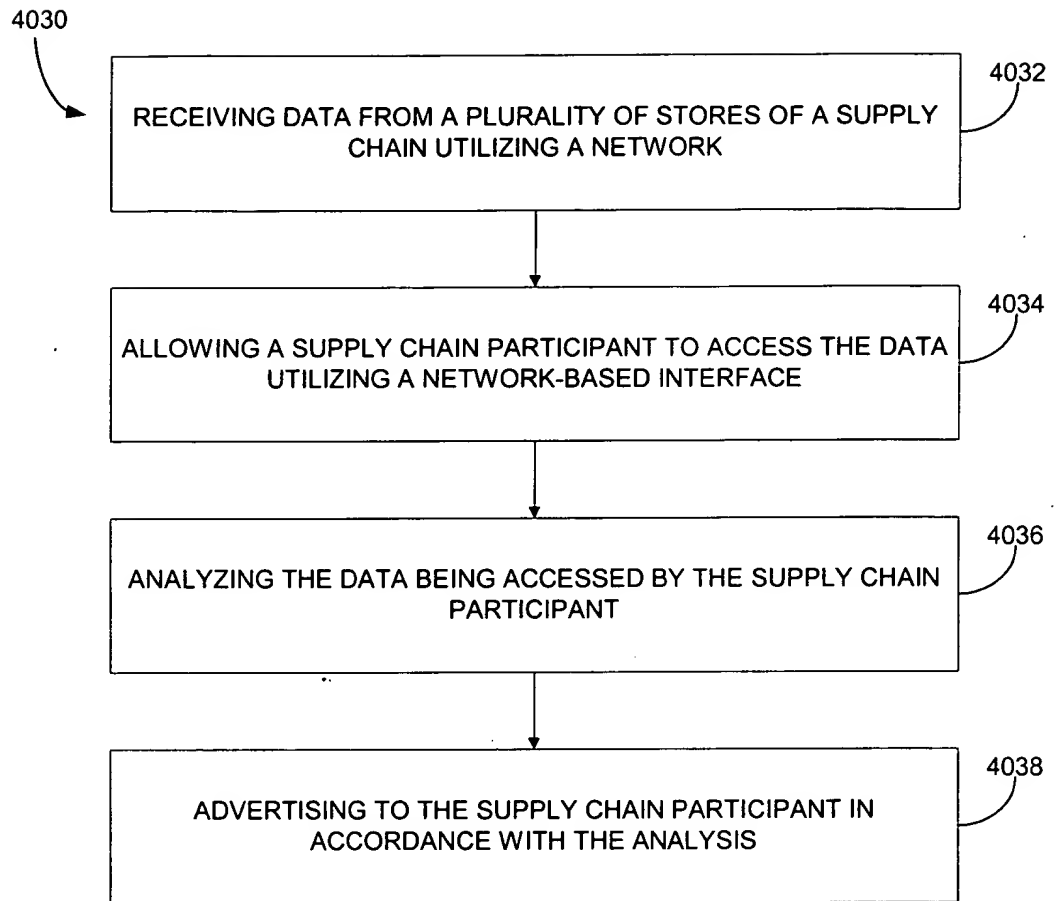 4030
4032
RECEIVING DATA FROM A PLURALITY OF STORES OF A SUPPLY
CHAIN UTILIZING A NETWORK
4034
ALLOWING A SUPPLY CHAIN PARTICIPANT TO ACCESS THE DATA
UTILIZING A NETWORK-BASED INTERFACE
4036
ANALYZING THE DATA BEING ACCESSED BY THE SUPPLY CHAIN
PARTICIPANT
4038
ADVERTISING TO THE SUPPLY CHAIN PARTICIPANT IN
ACCORDANCE WITH THE ANALYSIS